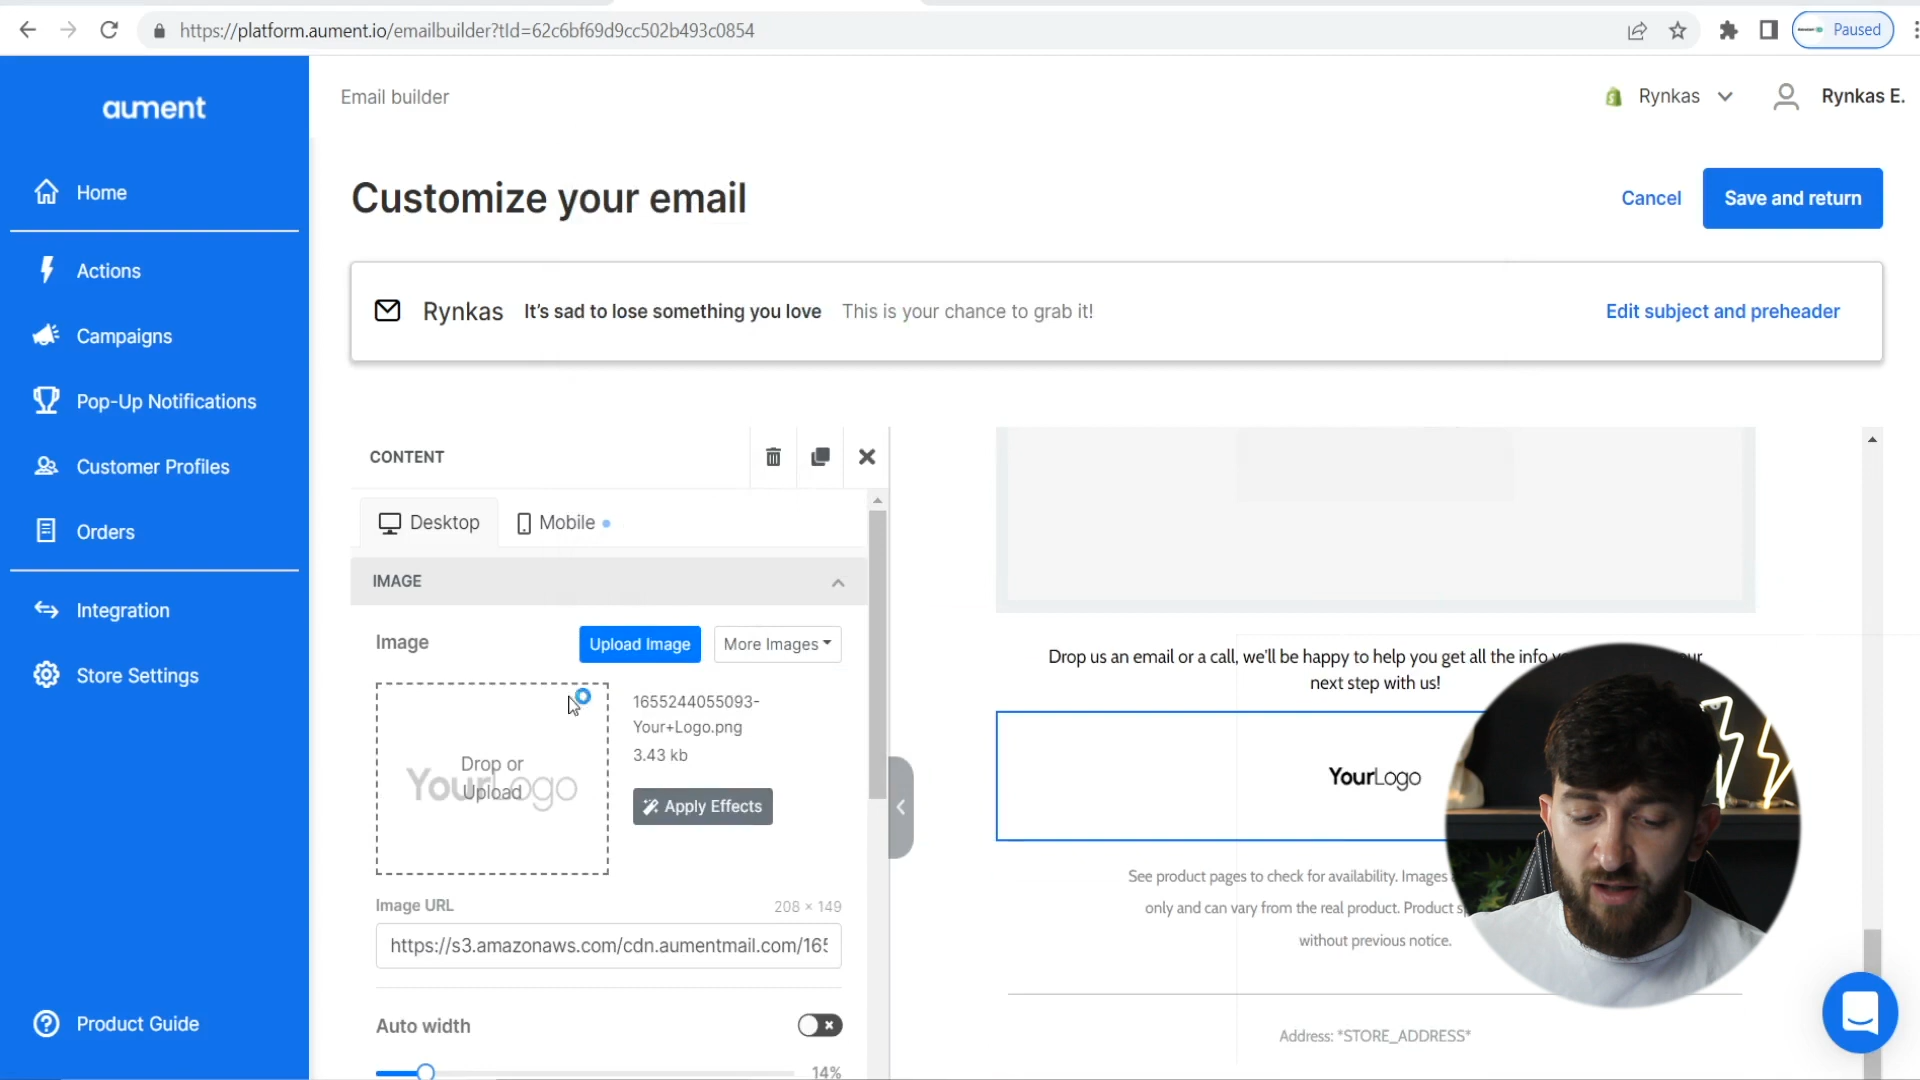 https://platform.aument.io/emailbuilder?tId=62c6bf69d9cc502b493c0854
Paused
aument
Email builder
Rynkas
Rynkas E.
Home
Actions
Campaigns
Pop-Up Notifications
Customer Profiles
Orders
Integration
Store Settings
Product Guide
Customize your email
Cancel
Save and return
Rynkas It's sad to lose something you love This is your chance to grab it!
Edit subject and preheader
CONTENT
Desktop
Mobile
IMAGE
Image
Upload Image
More Images
Drop or
Upload
YourLogo
1655244055093-
Your+Logo.png
3.43 kb
Apply Effects
Image URL
208 × 149
https://s3.amazonaws.com/cdn.aumentmail.com/165
Auto width
14%
Drop us an email or a call, we'll be happy to help you get all the info
next step with us!
YourLogo
See product pages to check for availability. Images
only and can vary from the real product. Product
without previous notice.
Address: *STORE_ADDRESS*